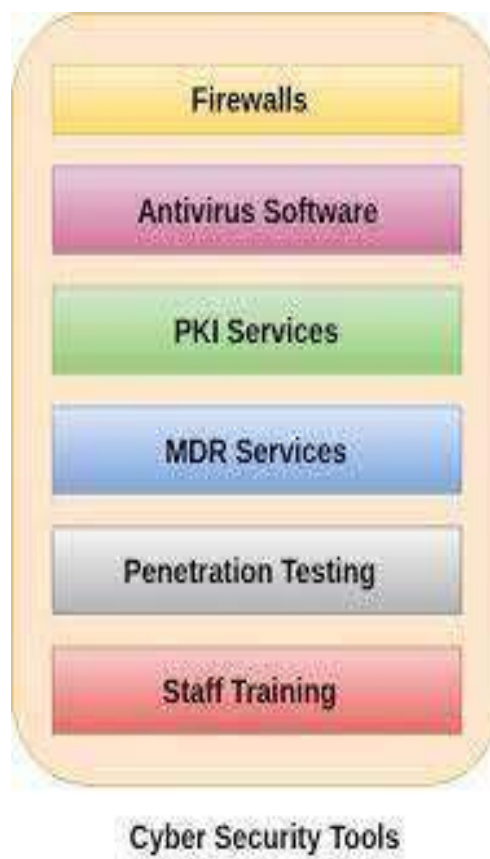 Firewalls
Antivirus Software
PKI Services
MDR Services
Penetration Testing
Staff Training
Cyber Security Tools